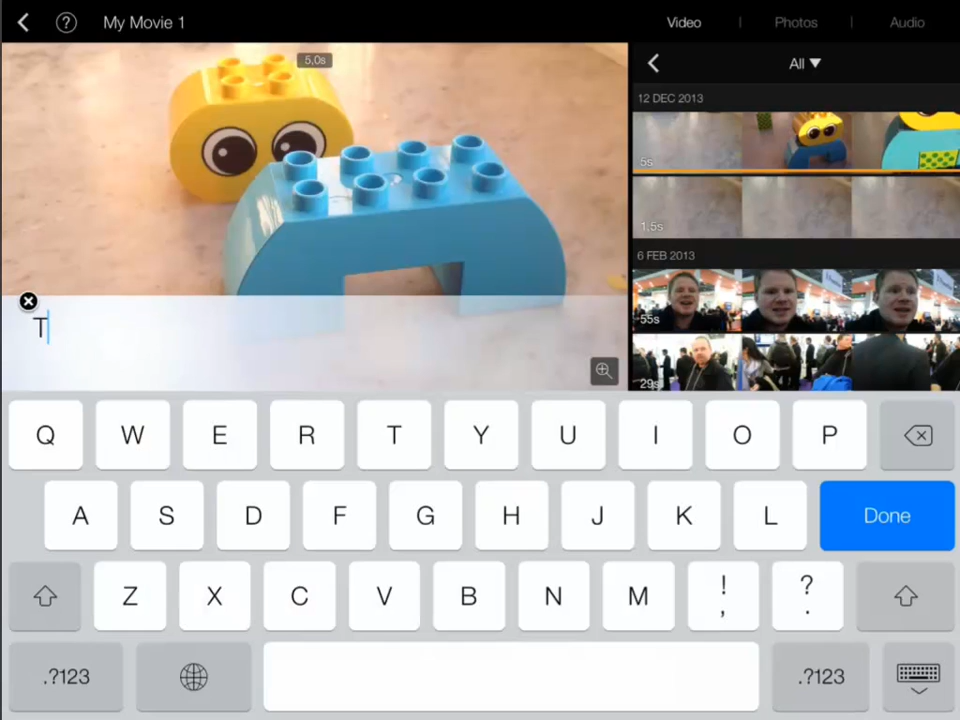 My Movie 1
Video | Photos | Audio
5,0s
All ▼
12 DEC 2013
5s
1,5s
6 FEB 2013
55s
29s
T
Q W E R T Y U I O P
A S D F G H J K L Done
Z X C V B N M ! , ? .
.?123 .?123